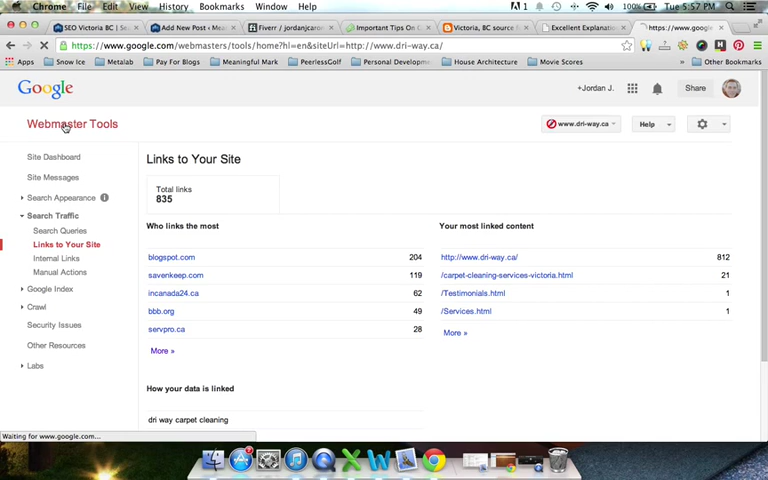 Chrome File Edit View History Bookmarks Window Help 1 100% Tue 5:57 PM
SEO Victoria BC | S Add New Post ‹ Me Fiverr / jordanjcaron Important Tips On C Victoria, BC source f Excellent Explanation https://www.google
https://www.google.com/webmasters/tools/home?hl=en&siteUrl=http://www.dri-way.ca/
Apps Snow Ice Metalab Pay For Blogs Meaningful Mark PeerlessGolf Personal Developme House Architecture Movie Scores » Other Bookmarks
Google +Jordan J. Share
Webmaster Tools www.dri-way.ca Help
Site Dashboard
Site Messages
Search Appearance i
Search Traffic
Search Queries
Links to Your Site
Internal Links
Manual Actions
Google Index
Crawl
Security Issues
Other Resources
Labs
Links to Your Site
Total links
835
Who links the most
blogspot.com 204
savenkeep.com 119
incanada24.ca 62
bbb.org 49
servpro.ca 28
More »
Your most linked content
http://www.dri-way.ca/ 812
/carpet-cleaning-services-victoria.html 21
/Testimonials.html 1
/Services.html 1
More »
How your data is linked
dri way carpet cleaning
Waiting for www.google.com...